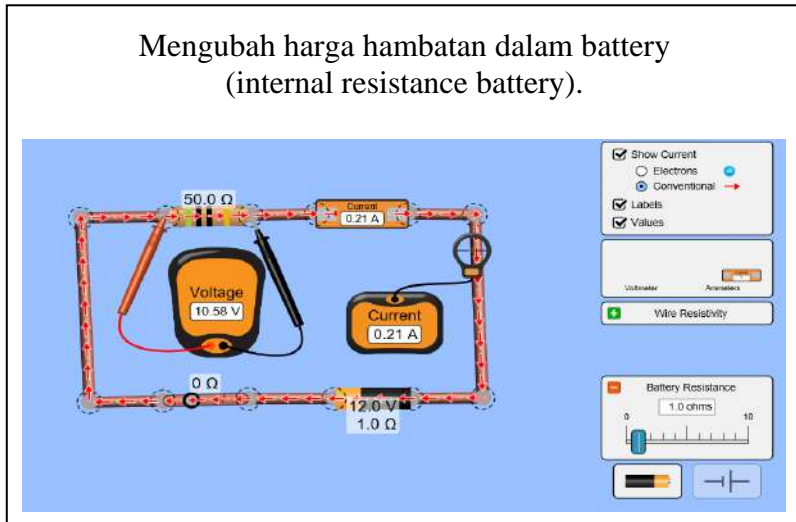 Mengubah harga hambatan dalam battery
(internal resistance battery).
50.0 Ω
Current
0.21 A
Voltage
10.58 V
Current
0.21 A
0 Ω
12.0 V
1.0 Ω
Show Current
Electrons
Conventional
Labels
Values
Voltmeter
Ammeters
Wire Resistivity
Battery Resistance
1.0 ohms
0
10